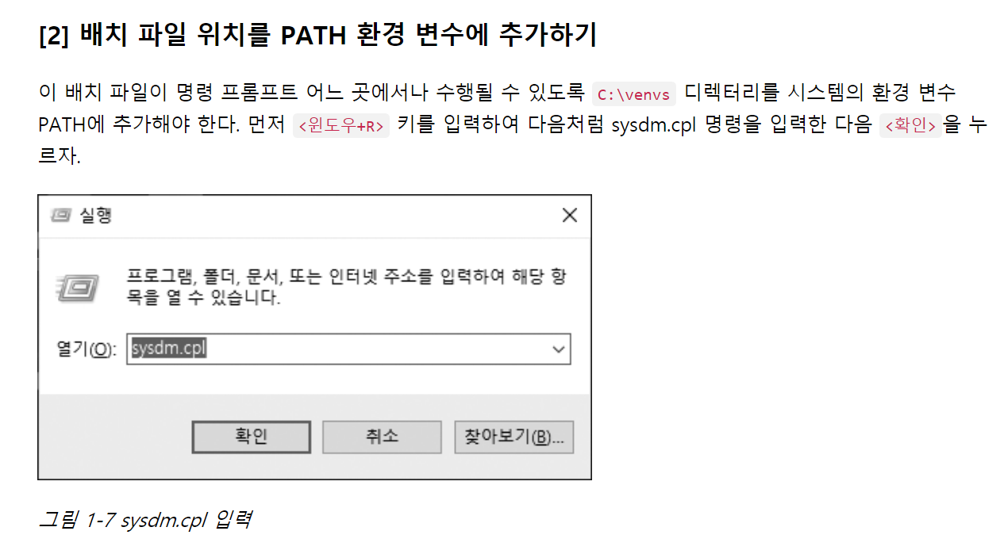 [2] 배치 파일 위치를 PATH 환경 변수에 추가하기
이 배치 파일이 명령 프롬프트 어느 곳에서나 수행될 수 있도록 C:\venvs 디렉터리를 시스템의 환경 변수
PATH에 추가해야 한다. 먼저 <윈도우+R> 키를 입력하여 다음처럼 sysdm.cpl 명령을 입력한 다음 <확인>을 누
르자.
실행
프로그램, 폴더, 문서, 또는 인터넷 주소를 입력하여 해당 항
목을 열 수 있습니다.
열기(O): sysdm.cpl
확인 취소 찾아보기(B)...
그림 1-7 sysdm.cpl 입력